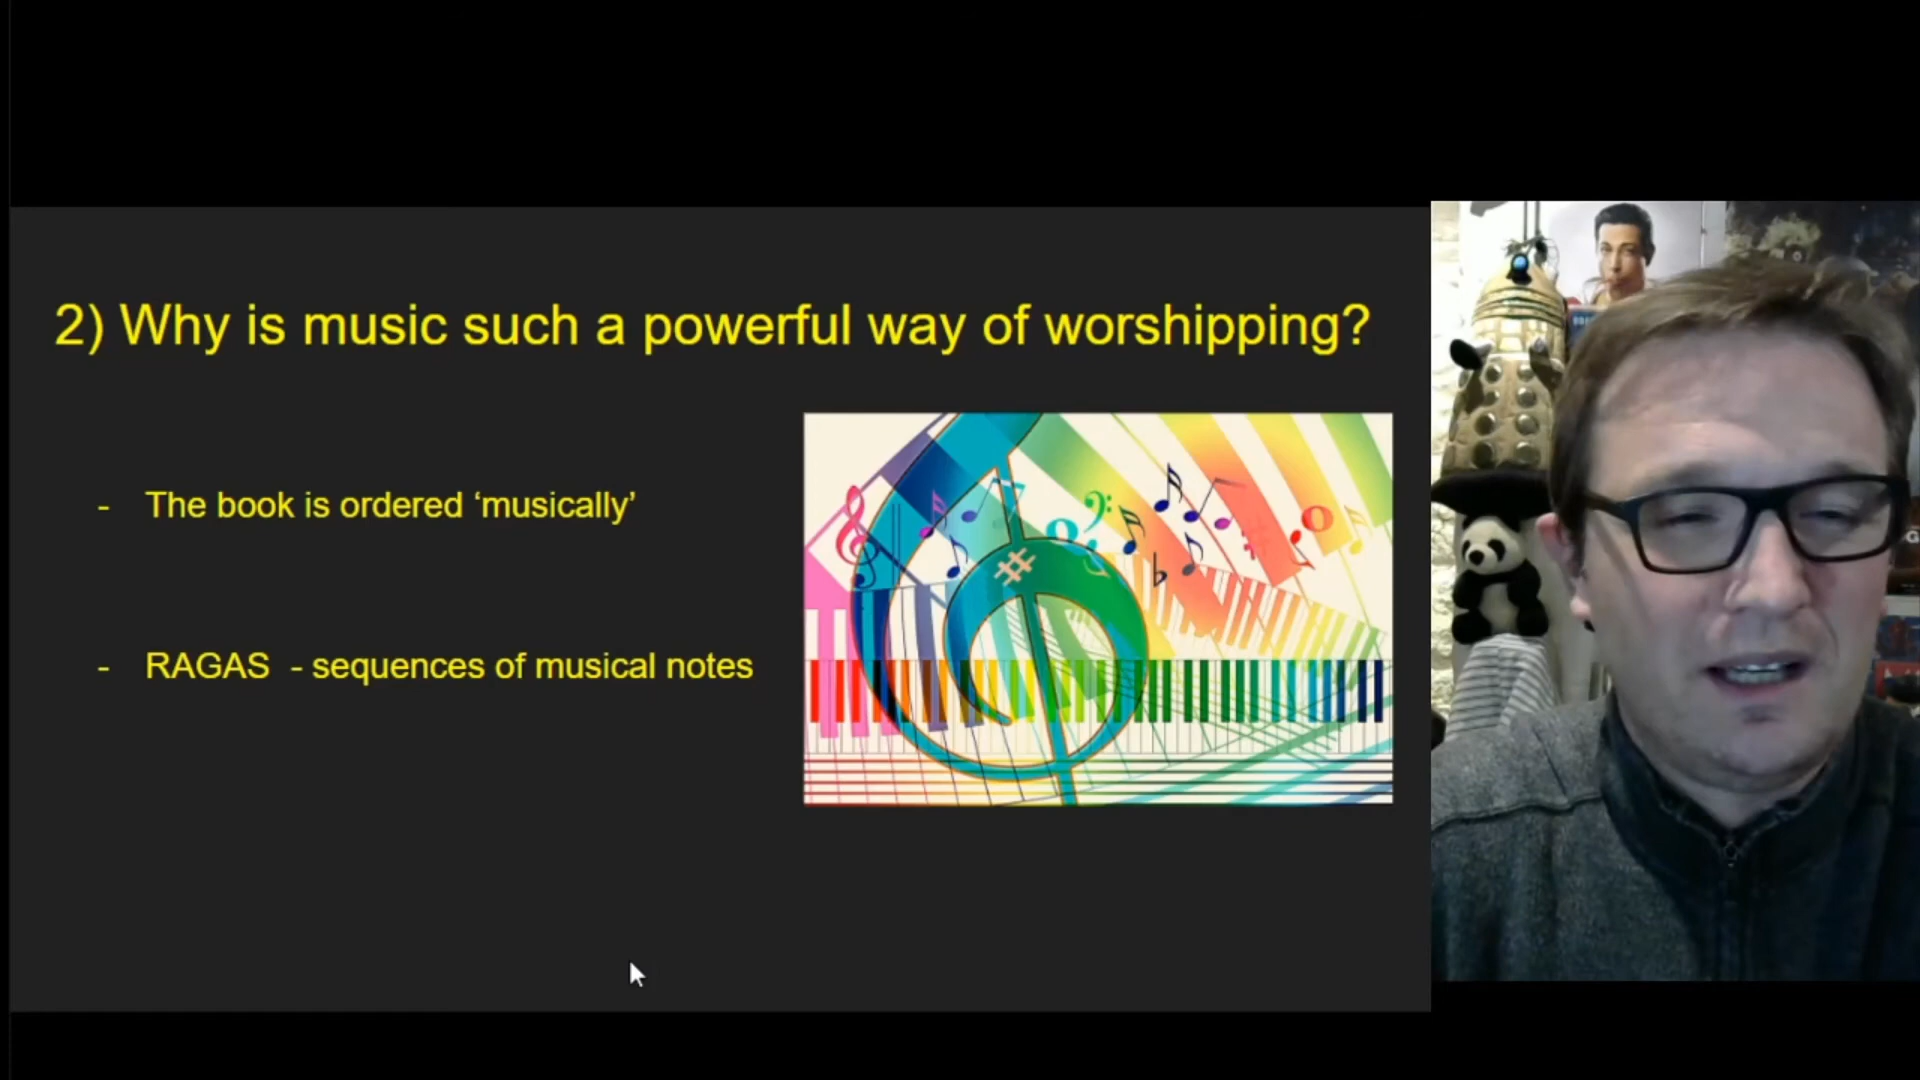 2) Why is music such a powerful way of worshipping?
- The book is ordered ‘musically’
- RAGAS - sequences of musical notes